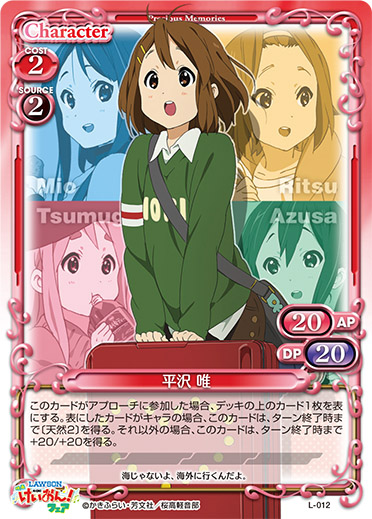 Precious Memories
Character
COST
2
SOURCE
2
Mio
Ritsu
Tsumugi
Azusa
20 AP
DP 20
平沢 唯
このカードがアプローチに参加した場合、デッキの上のカード1枚を表
にする。表にしたカードがキャラの場合、このカードは、ターン終了時ま
で【天然2】を得る。それ以外の場合、このカードは、ターン終了時まで
+20/+20を得る。
海じゃないよ、海外に行くんだよ。
LAWSON
けいおん!
フェア
©かきふらい・芳文社/桜高軽音部
L-012